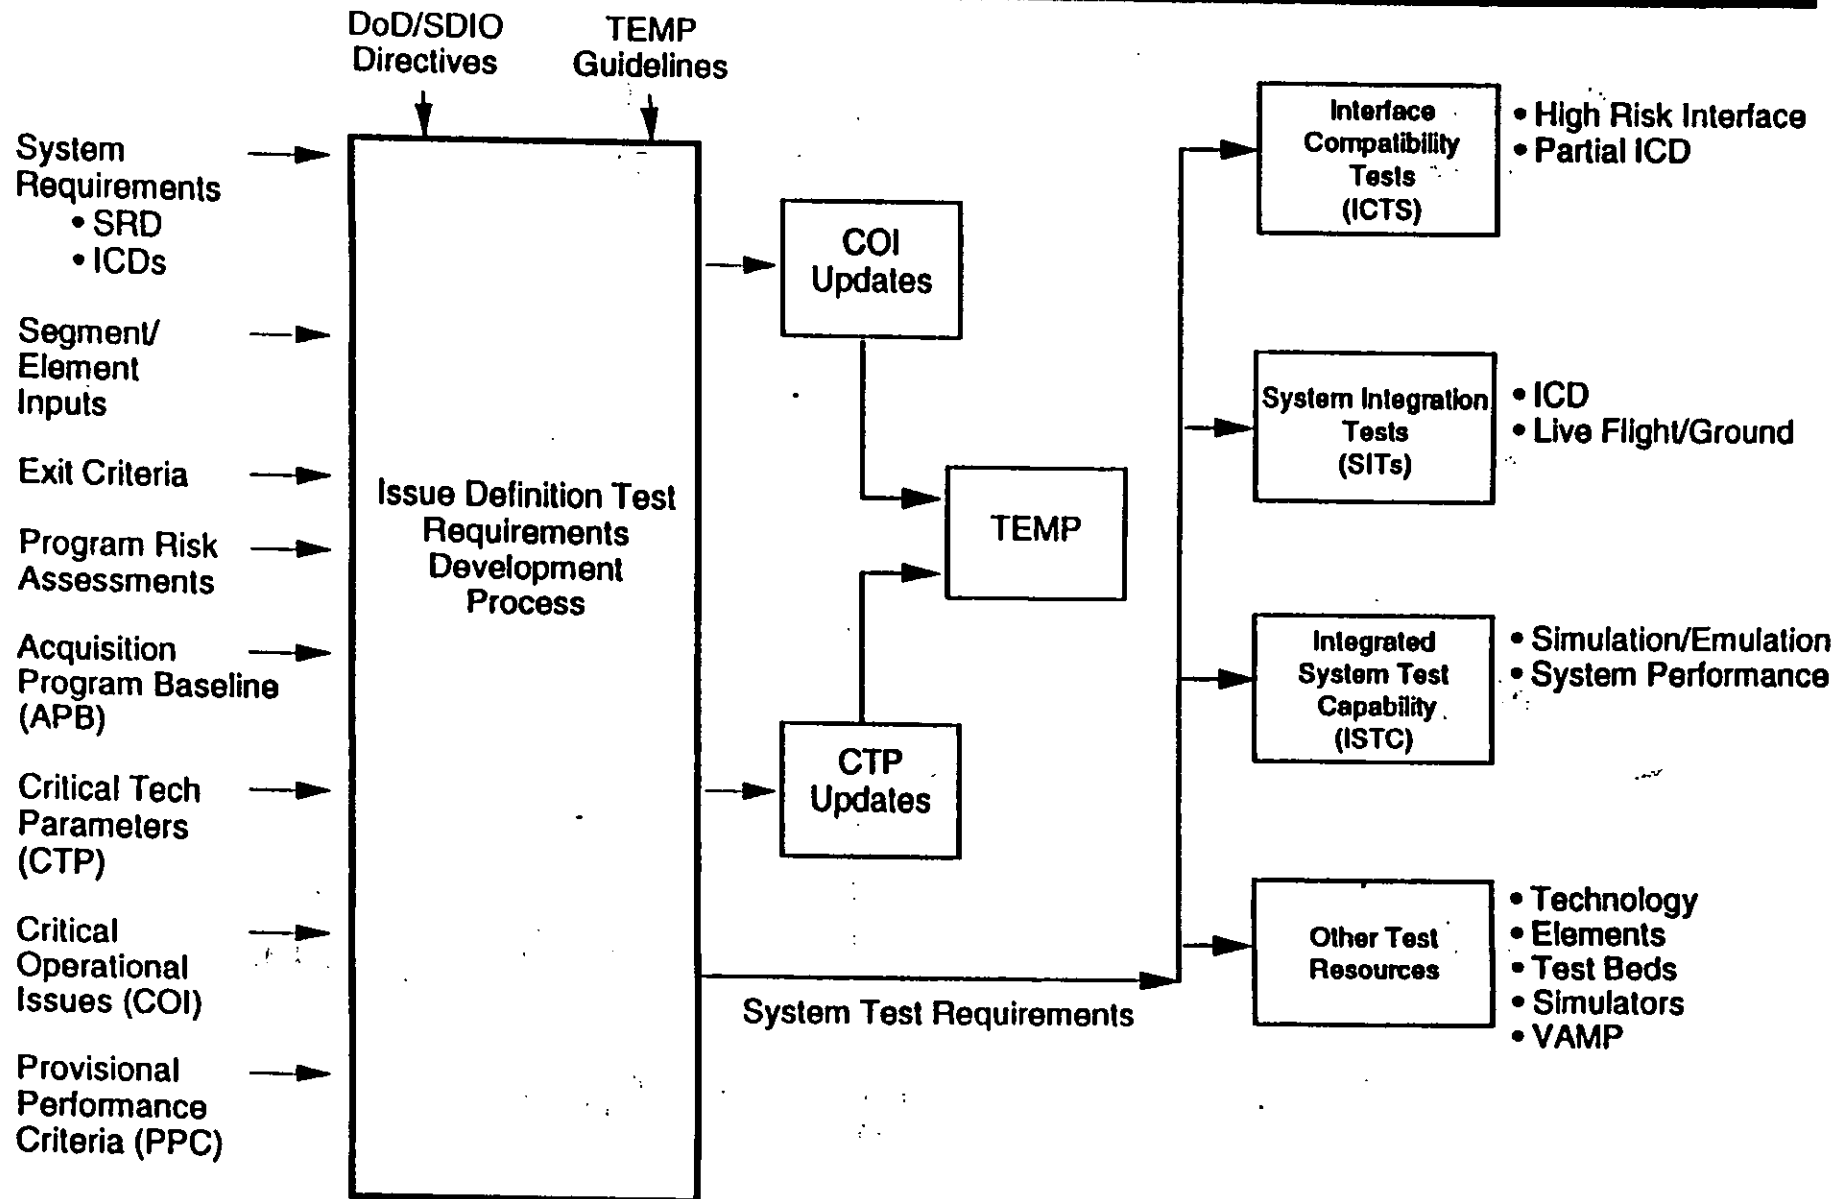 DoD/SDIO
Directives
TEMP
Guidelines
System
Requirements
• SRD
• ICDs
Segment/
Element
Inputs
Exit Criteria
Program Risk
Assessments
Acquisition
Program Baseline
(APB)
Critical Tech
Parameters
(CTP)
Critical
Operational
Issues (COI)
Provisional
Performance
Criteria (PPC)
Issue Definition Test
Requirements
Development
Process
COI
Updates
TEMP
CTP
Updates
System Test Requirements
Interface
Compatibility
Tests
(ICTS)
• High Risk Interface
• Partial ICD
System Integration
Tests
(SITs)
• ICD
• Live Flight/Ground
Integrated
System Test
Capability
(ISTC)
• Simulation/Emulation
• System Performance
Other Test
Resources
• Technology
• Elements
• Test Beds
• Simulators
• VAMP